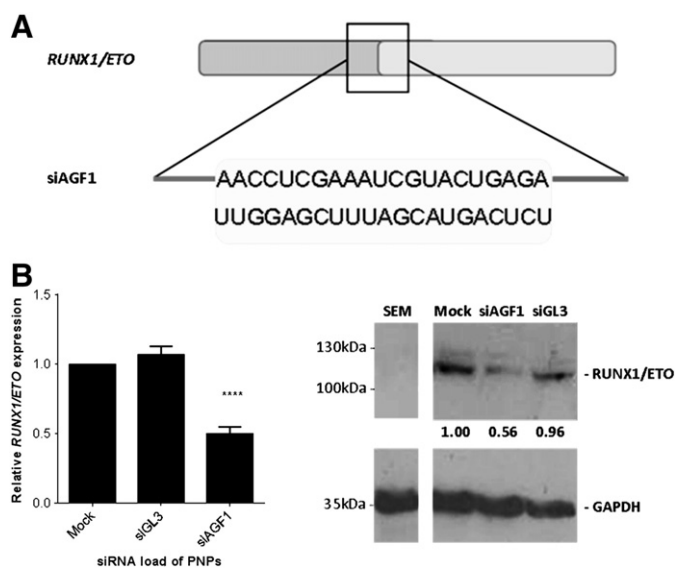 A
RUNX1/ETO
siAGF1
AACCUCGAAAUCGUACUGAGA
UUGGAGCUUUAGCAUGACUCU
B
Relative RUNX1/ETO expression
1.5
1.0
0.5
0.0
****
Mock
siGL3
siAGF1
siRNA load of PNPs
SEM Mock siAGF1 siGL3
130kDa -
100kDa -
- RUNX1/ETO
1.00 0.56 0.96
35kDa -
- GAPDH